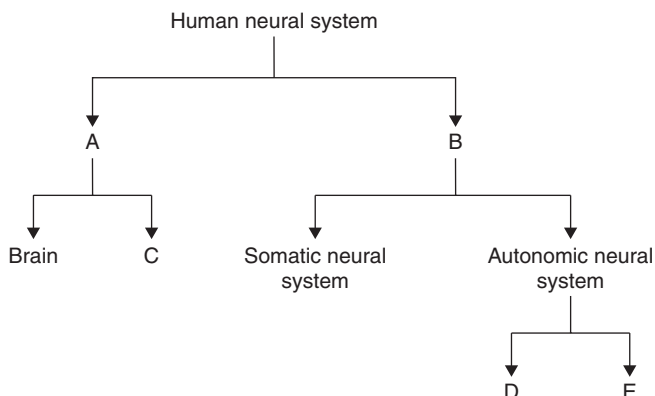 Human neural system
A
B
Brain
C
Somatic neural
system
Autonomic neural
system
D
E